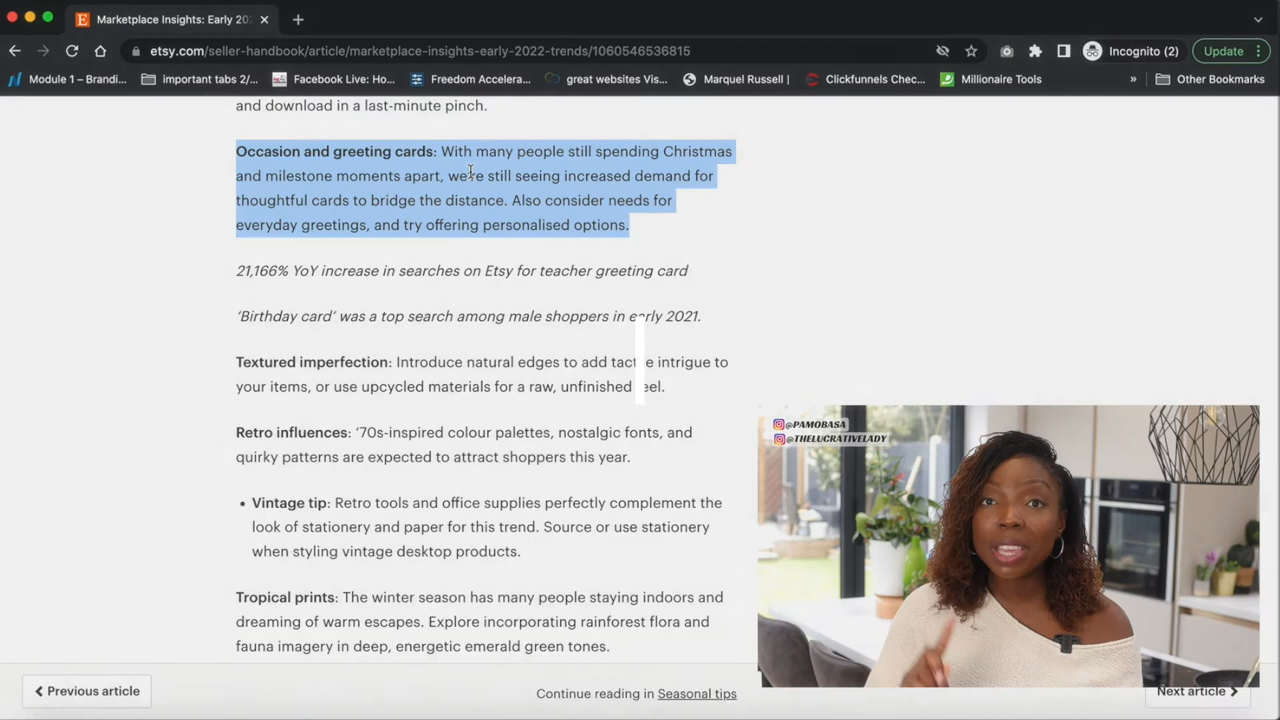 Marketplace Insights: Early 202
etsy.com/seller-handbook/article/marketplace-insights-early-2022-trends/1060546536815
Incognito (2)
Update
Module 1 – Brandi...
important tabs 2/...
Facebook Live: Ho...
Freedom Accelera...
great websites Vis...
Marquel Russell |
Clickfunnels Chec...
Millionaire Tools
»
Other Bookmarks
and download in a last-minute pinch.
Occasion and greeting cards: With many people still spending Christmas
and milestone moments apart, we're still seeing increased demand for
thoughtful cards to bridge the distance. Also consider needs for
everyday greetings, and try offering personalised options.
21,166% YoY increase in searches on Etsy for teacher greeting card
‘Birthday card’ was a top search among male shoppers in early 2021.
Textured imperfection: Introduce natural edges to add tactile intrigue to
your items, or use upcycled materials for a raw, unfinished feel.
Retro influences: ’70s-inspired colour palettes, nostalgic fonts, and
quirky patterns are expected to attract shoppers this year.
• Vintage tip: Retro tools and office supplies perfectly complement the
look of stationery and paper for this trend. Source or use stationery
when styling vintage desktop products.
Tropical prints: The winter season has many people staying indoors and
dreaming of warm escapes. Explore incorporating rainforest flora and
fauna imagery in deep, energetic emerald green tones.
@PAMOBASA
@THELUCRATIVELADY
Previous article
Continue reading in Seasonal tips
Next article